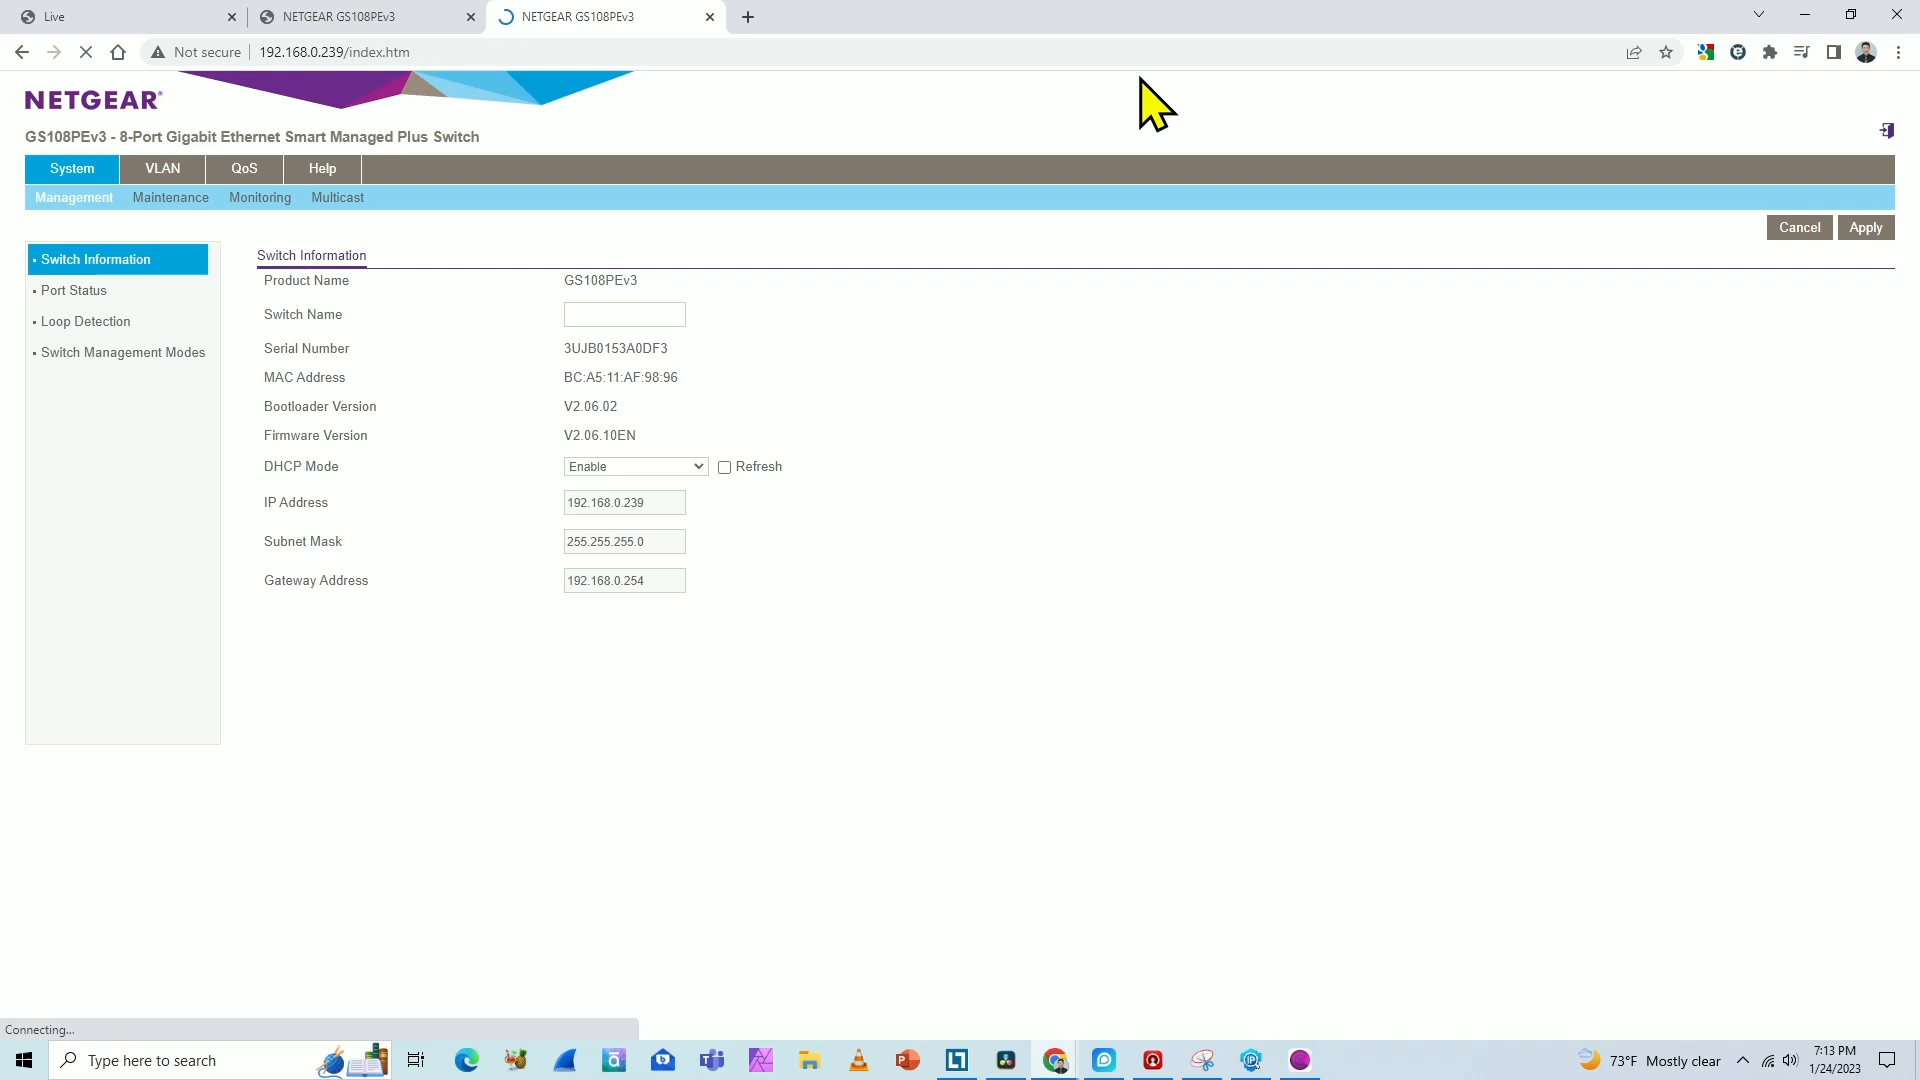 Live
NETGEAR GS108PEv3
NETGEAR GS108PEv3
Not secure
192.168.0.239/index.htm
NETGEAR®
GS108PEv3 - 8-Port Gigabit Ethernet Smart Managed Plus Switch
System VLAN QoS Help
Management Maintenance Monitoring Multicast
Cancel Apply
Switch Information
Port Status
Loop Detection
Switch Management Modes
Switch Information
Product Name GS108PEv3
Switch Name
Serial Number 3UJB0153A0DF3
MAC Address BC:A5:11:AF:98:96
Bootloader Version V2.06.02
Firmware Version V2.06.10EN
DHCP Mode Enable Refresh
IP Address 192.168.0.239
Subnet Mask 255.255.255.0
Gateway Address 192.168.0.254
Connecting...
Type here to search
73°F Mostly clear
7:13 PM
1/24/2023